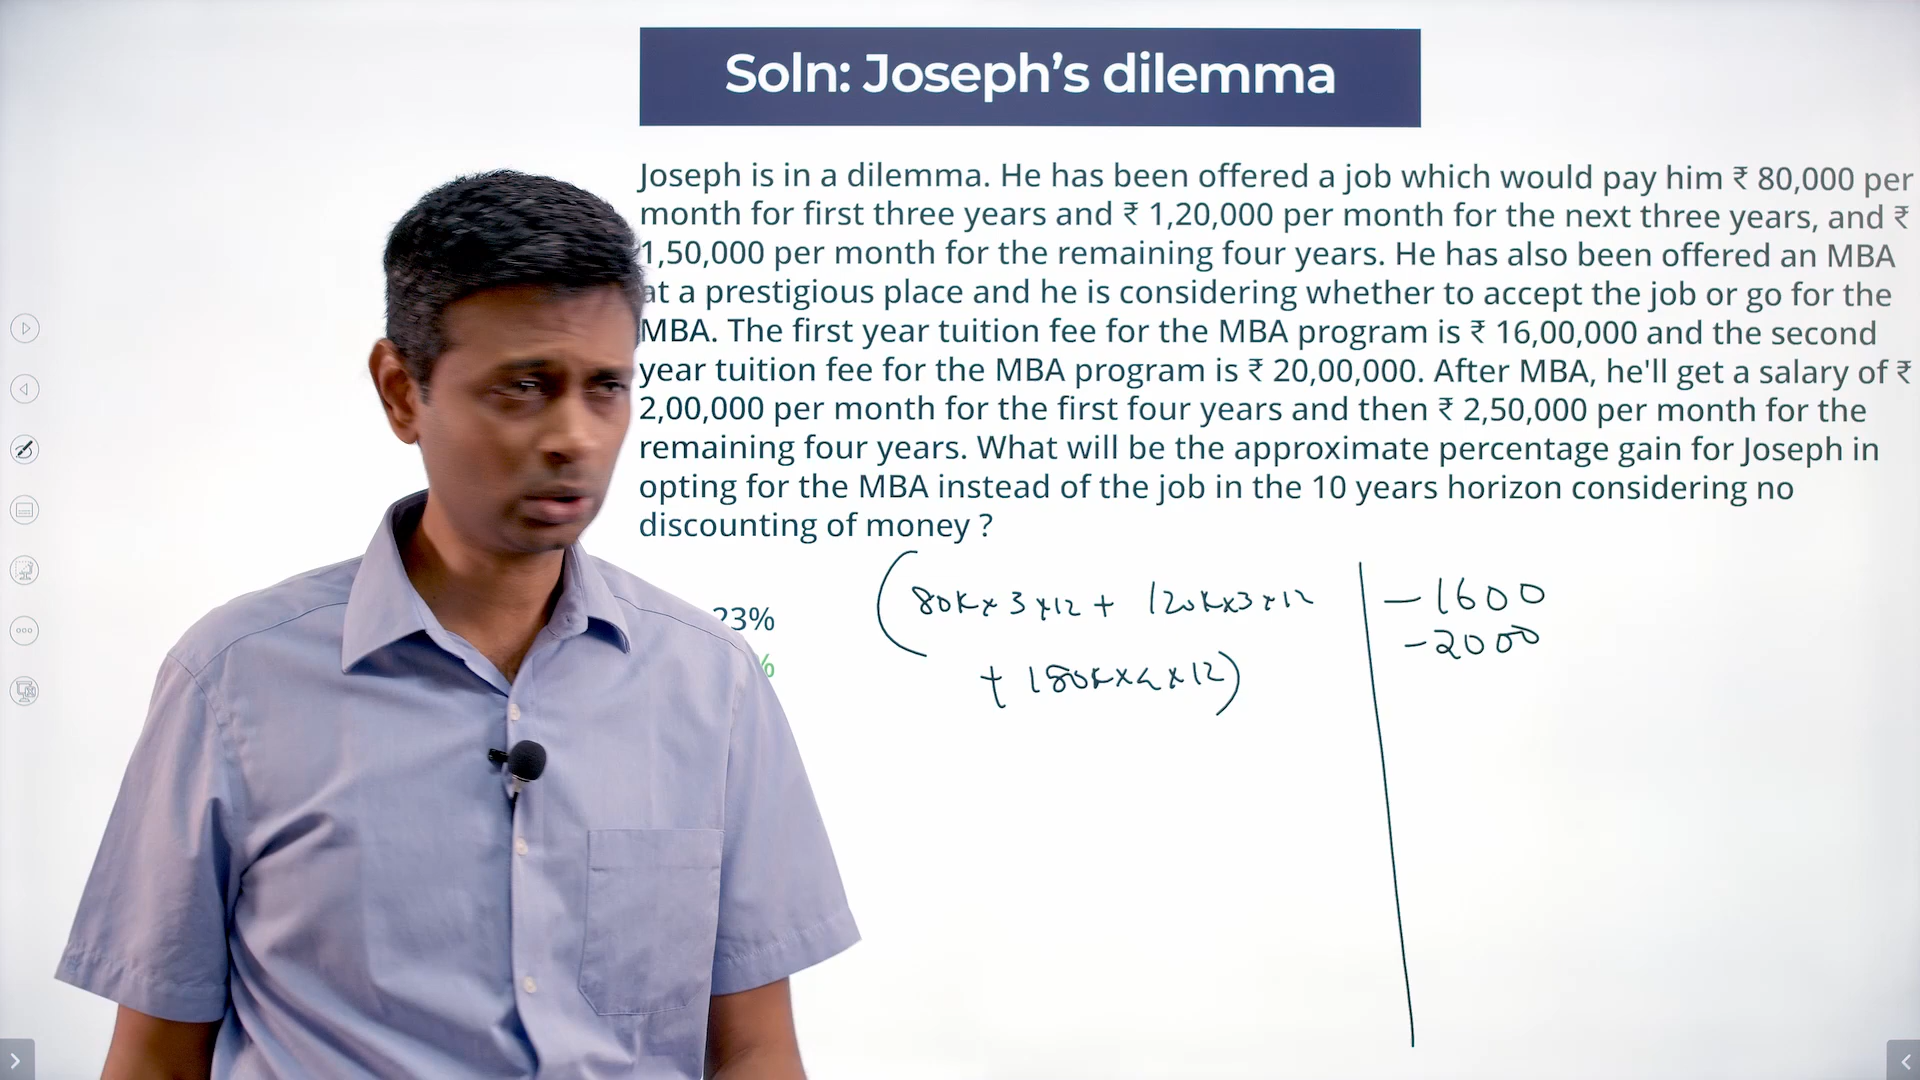 Soln: Joseph's dilemma
Joseph is in a dilemma. He has been offered a job which would pay him ₹ 80,000 per
month for first three years and ₹ 1,20,000 per month for the next three years, and ₹
1,50,000 per month for the remaining four years. He has also been offered an MBA
at a prestigious place and he is considering whether to accept the job or go for the
MBA. The first year tuition fee for the MBA program is ₹ 16,00,000 and the second
year tuition fee for the MBA program is ₹ 20,00,000. After MBA, he'll get a salary of ₹
2,00,000 per month for the first four years and then ₹ 2,50,000 per month for the
remaining four years. What will be the approximate percentage gain for Joseph in
opting for the MBA instead of the job in the 10 years horizon considering no
discounting of money ?
23%
%
(80K x 3 x 12 + 120K x 3 x 12
+ 180K x 4 x 12)
- 1600
- 2000